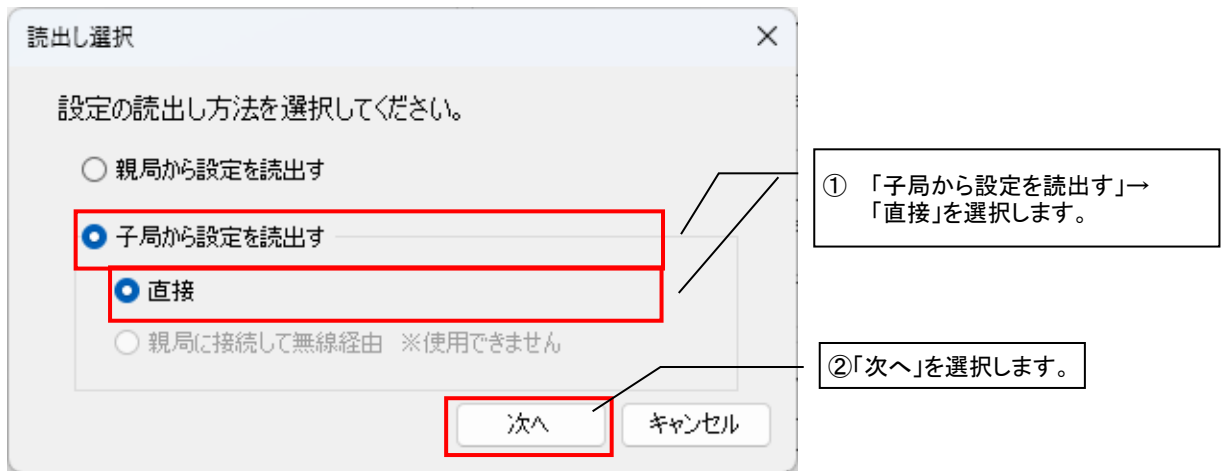 読出し選択
設定の読出し方法を選択してください。
親局から設定を読出す
子局から設定を読出す
直接
親局に接続して無線経由 ※使用できません
次へ
キャンセル
① 「子局から設定を読出す」→
「直接」を選択します。
②「次へ」を選択します。